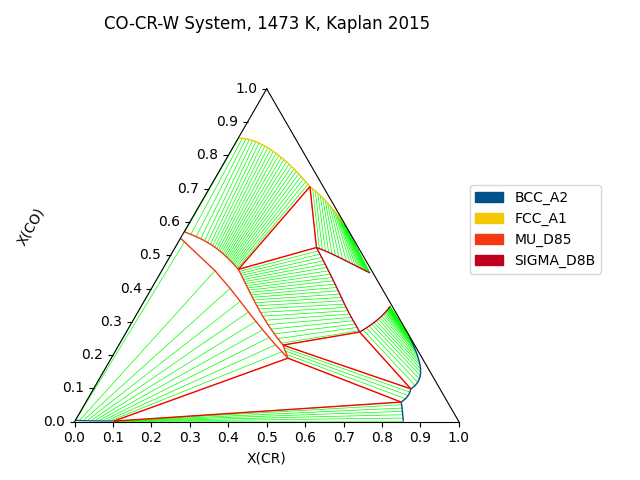 CO-CR-W System, 1473 K, Kaplan 2015
1.0
0.9
0.8
0.7
0.6
0.5
0.4
0.3
0.2
0.1
0.0
X(CO)
0.0 0.1 0.2 0.3 0.4 0.5 0.6 0.7 0.8 0.9 1.0
X(CR)
BCC_A2
FCC_A1
MU_D85
SIGMA_D8B